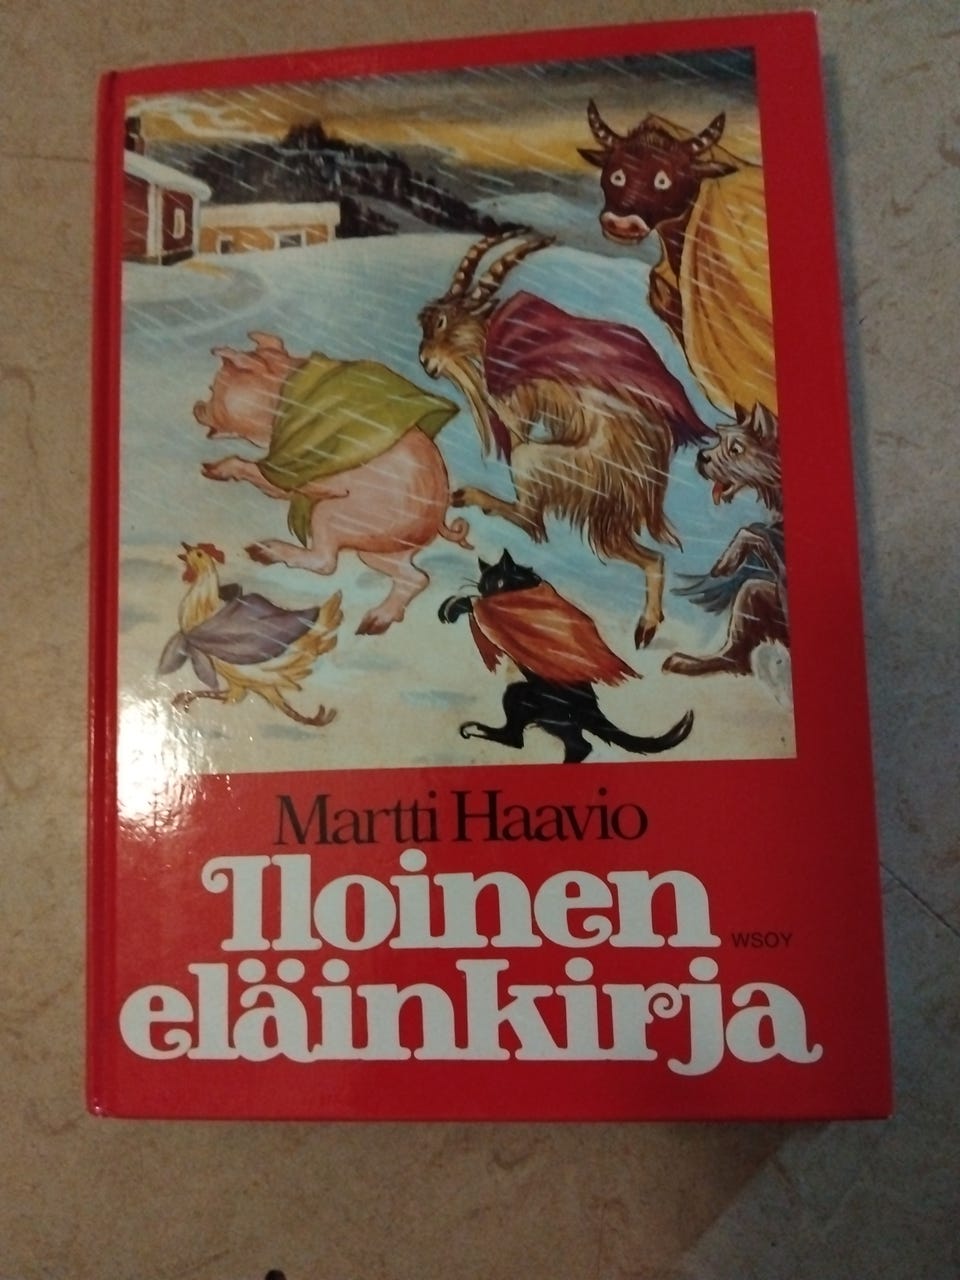 Martti Haavio
Iloinen
WSOY
eläinkirja